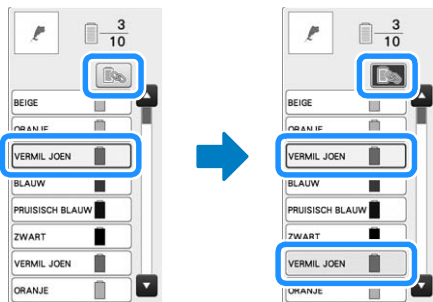 3
10
BEIGE
ORANJE
VERMIL JOEN
BLAUW
PRUISISCH BLAUW
ZWART
VERMIL JOEN
ORANJE
3
10
BEIGE
ORANJE
VERMIL JOEN
BLAUW
PRUISISCH BLAUW
ZWART
VERMIL JOEN
ORANJE